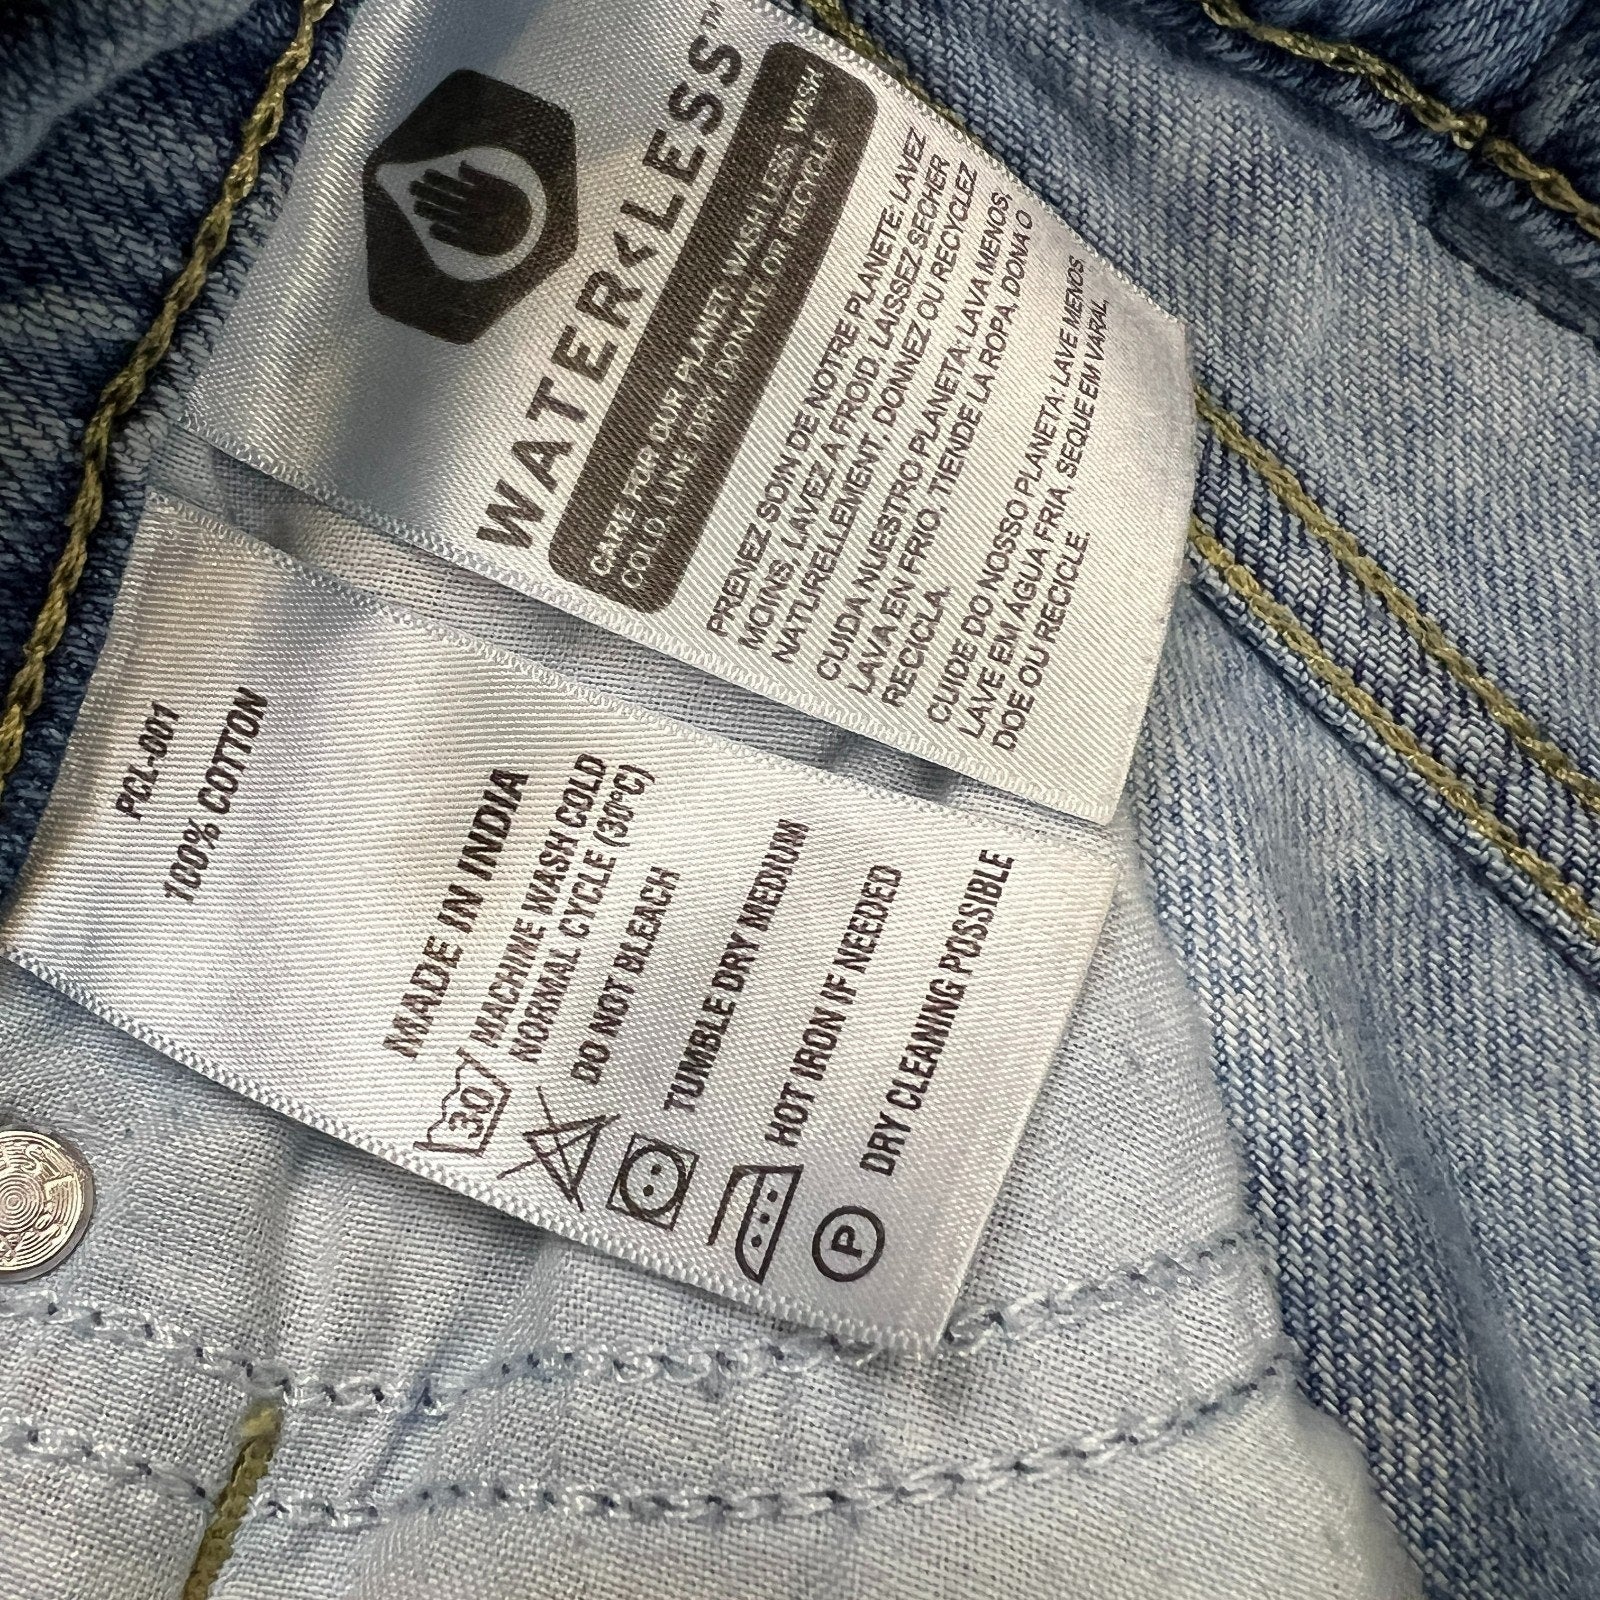 WATER<LESS™
CARE FOR OUR PLANET, WASH LESS, WASH
COLD, LINE DRY, DONATE OR RECYCLE
PRENEZ SOIN DE NOTRE PLANETE: LAVEZ
MOINS, LAVEZ A FROID, LAISSEZ SECHER
NATURELLEMENT, DONNEZ OU RECYCLEZ
CUIDA NUESTRO PLANETA: LAVA MENOS,
LAVA EN FRIO, TIENDE LA ROPA, DONA O
RECICLA.
CUIDE DO NOSSO PLANETA: LAVE MENOS,
LAVE EM ÁGUA FRIA, SEQUE EM VARAL,
DOE OU RECICLE.
PCL-001
100% COTTON
MADE IN INDIA
30 MACHINE WASH COLD
NORMAL CYCLE (30°C)
DO NOT BLEACH
TUMBLE DRY MEDIUM
HOT IRON IF NEEDED
P DRY CLEANING POSSIBLE